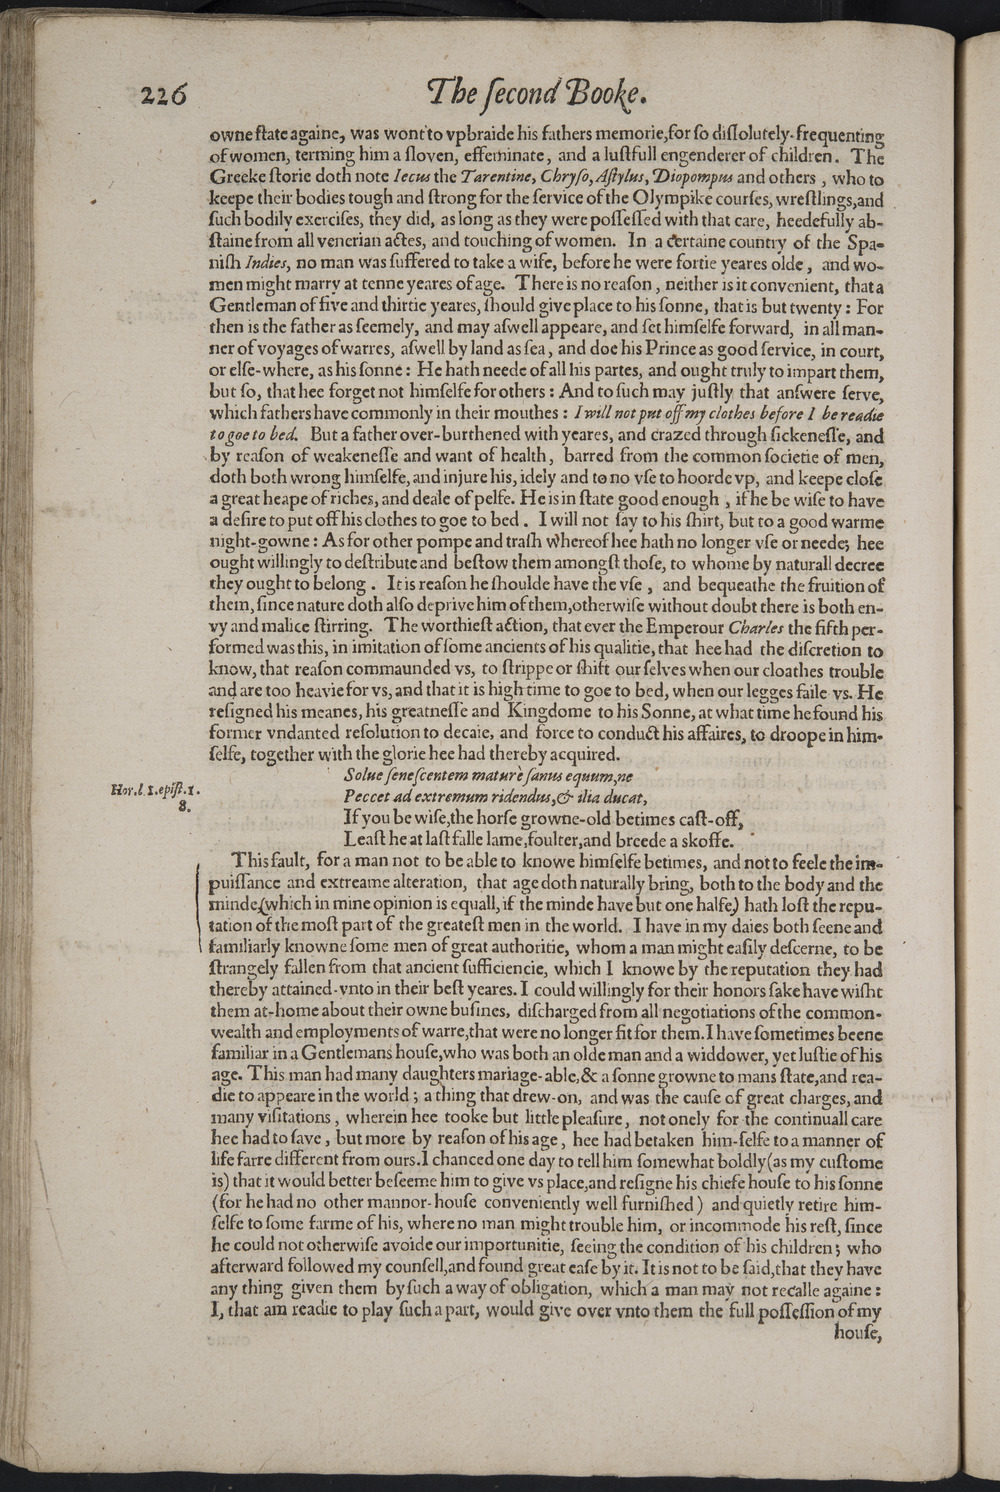 226
The ſecond Booke.
owne ſtate againe, was wont to vpbraide his fathers memorie, for ſo diſſolutely-frequenting
of women, terming him a ſloven, effeminate, and a luſtfull engenderer of children. The
Greeke ſtorie doth note Iecus the Tarentine, Chryſo, Aſtylus, Diopompus and others, who to
keepe their bodies tough and ſtrong for the ſervice of the Olympike courſes, wreſtlings, and
ſuch bodily exerciſes, they did, as long as they were poſſeſſed with that care, heedefully ab-
ſtaine from all venerian actes, and touching of women. In a certaine country of the Spa-
niſh Indies, no man was ſuffered to take a wife, before he were fortie yeares olde, and wo-
men might marry at tenne yeares of age. There is no reaſon, neither is it convenient, that a
Gentleman of five and thirtie yeares, ſhould give place to his ſonne, that is but twenty: For
then is the father as ſeemely, and may aſwell appeare, and ſet himſelfe forward, in all man-
ner of voyages of warres, aſwell by land as ſea, and doe his Prince as good ſervice, in court,
or elſe-where, as his ſonne: He hath neede of all his partes, and ought truly to impart them,
but ſo, that hee forget not himſelfe for others: And to ſuch may juſtly that anſwere ſerve,
which fathers have commonly in their mouthes: I will not put off my clothes before I be readie
to goe to bed. But a father over-burthened with yeares, and crazed through ſickeneſſe, and
by reaſon of weakeneſſe and want of health, barred from the common ſocietie of men,
doth both wrong himſelfe, and injure his, idely and to no vſe to hoorde vp, and keepe cloſe
a great heape of riches, and deale of pelfe. He is in ſtate good enough, if he be wiſe to have
a deſire to put off his clothes to goe to bed. I will not ſay to his ſhirt, but to a good warme
night-gowne: As for other pompe and traſh whereof hee hath no longer vſe or neede; hee
ought willingly to deſtribute and beſtow them amongſt thoſe, to whome by naturall decree
they ought to belong. It is reaſon he ſhoulde have the vſe, and bequeathe the fruition of
them, ſince nature doth alſo deprive him of them, otherwiſe without doubt there is both en-
vy and malice ſtirring. The worthieſt action, that ever the Emperour Charles the fifth per-
formed was this, in imitation of ſome ancients of his qualitie, that hee had the diſcretion to
know, that reaſon commaunded vs, to ſtrippe or ſhift our ſelves when our cloathes trouble
and are too heavie for vs, and that it is high time to goe to bed, when our legges faile vs. He
reſigned his meanes, his greatneſſe and Kingdome to his Sonne, at what time he found his
former vndanted reſolution to decaie, and force to conduct his affaires, to droope in him-
ſelfe, together with the glorie hee had thereby acquired.
Solue ſeneſcentem maturè ſanus equum, ne
Hor. l. 1. epiſt. 1.
8.
Peccet ad extremum ridendus, & ilia ducat,
If you be wiſe, the horſe growne-old betimes caſt-off,
Leaſt he at laſt falle lame, foulter, and breede a skoffe.
This fault, for a man not to be able to knowe himſelfe betimes, and not to feele the im-
puiſſance and extreame alteration, that age doth naturally bring, both to the body and the
minde (which in mine opinion is equall, if the minde have but one halfe) hath loſt the repu-
tation of the moſt part of the greateſt men in the world. I have in my daies both ſeene and
familiarly knowne ſome men of great authoritie, whom a man might eaſily deſcerne, to be
ſtrangely fallen from that ancient ſufficiencie, which I knowe by the reputation they had
thereby attained-vnto in their beſt yeares. I could willingly for their honors ſake have wiſht
them at-home about their owne buſines, diſcharged from all negotiations of the common-
wealth and employments of warre, that were no longer fit for them. I have ſometimes beene
familiar in a Gentlemans houſe, who was both an olde man and a widdower, yet luſtie of his
age. This man had many daughters mariage-able, & a ſonne growne to mans ſtate, and rea-
die to appeare in the world; a thing that drew-on, and was the cauſe of great charges, and
many viſitations, wherein hee tooke but little pleaſure, not onely for the continuall care
hee had to ſave, but more by reaſon of his age, hee had betaken him-ſelfe to a manner of
life farre different from ours. I chanced one day to tell him ſomewhat boldly (as my cuſtome
is) that it would better beſeeme him to give vs place, and reſigne his chiefe houſe to his ſonne
(for he had no other mannor-houſe conveniently well furniſhed) and quietly retire him-
ſelfe to ſome farme of his, where no man might trouble him, or incommode his reſt, ſince
he could not otherwiſe avoide our importunitie, ſeeing the condition of his children; who
afterward followed my counſell, and found great eaſe by it. It is not to be ſaid, that they have
any thing given them by ſuch a way of obligation, which a man may not recalle againe:
I, that am readie to play ſuch a part, would give over vnto them the full poſſeſſion of my
houſe,